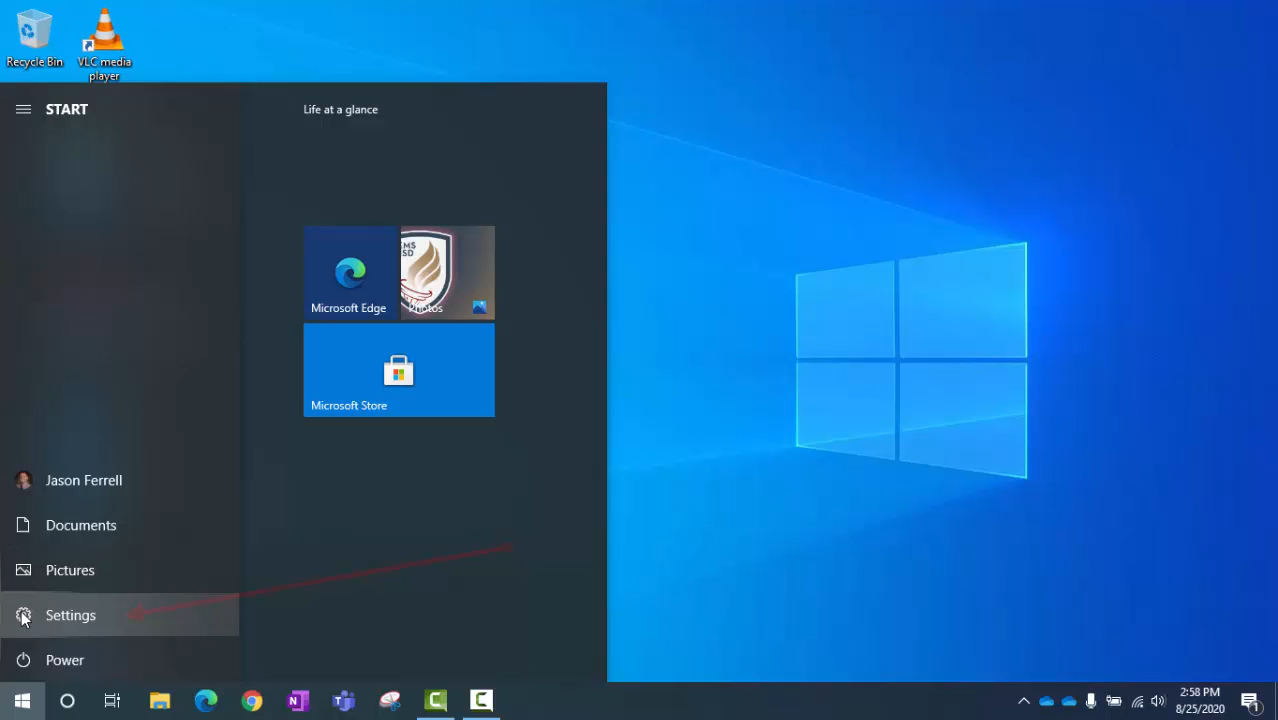 Recycle Bin
VLC media
player
START
Life at a glance
Microsoft Edge
Photos
Microsoft Store
Jason Ferrell
Documents
Pictures
Settings
Power
2:58 PM
8/25/2020
1